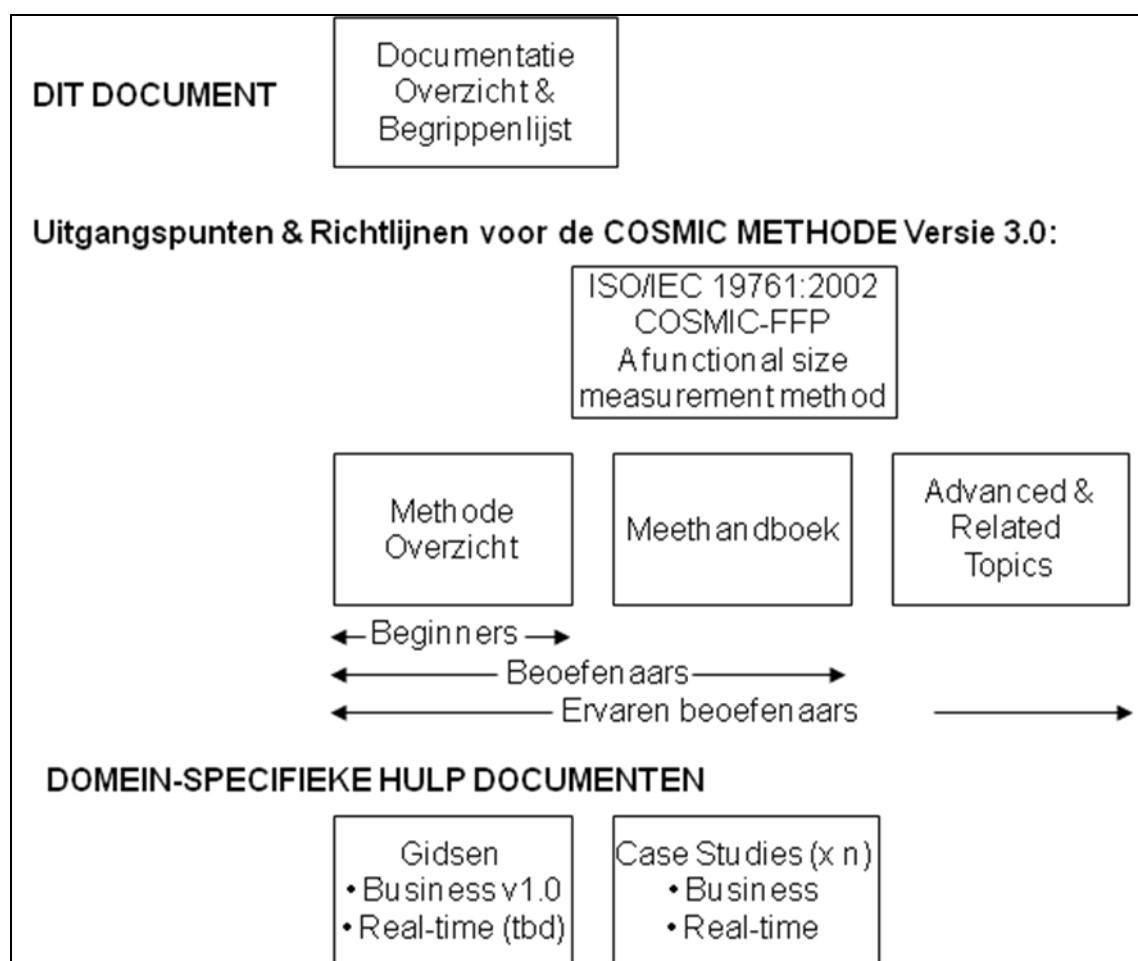 DIT DOCUMENT
Documentatie
Overzicht &
Begrippenlijst
Uitgangspunten & Richtlijnen voor de COSMIC METHODE Versie 3.0:
ISO/IEC 19761:2002
COSMIC-FFP
A functional size
measurement method
Methode
Overzicht
Meethandboek
Advanced &
Related
Topics
Beginners
Beoefenaars
Ervaren beoefenaars
DOMEIN-SPECIFIEKE HULP DOCUMENTEN
Gidsen
• Business v1.0
• Real-time (tbd)
Case Studies (x n)
• Business
• Real-time